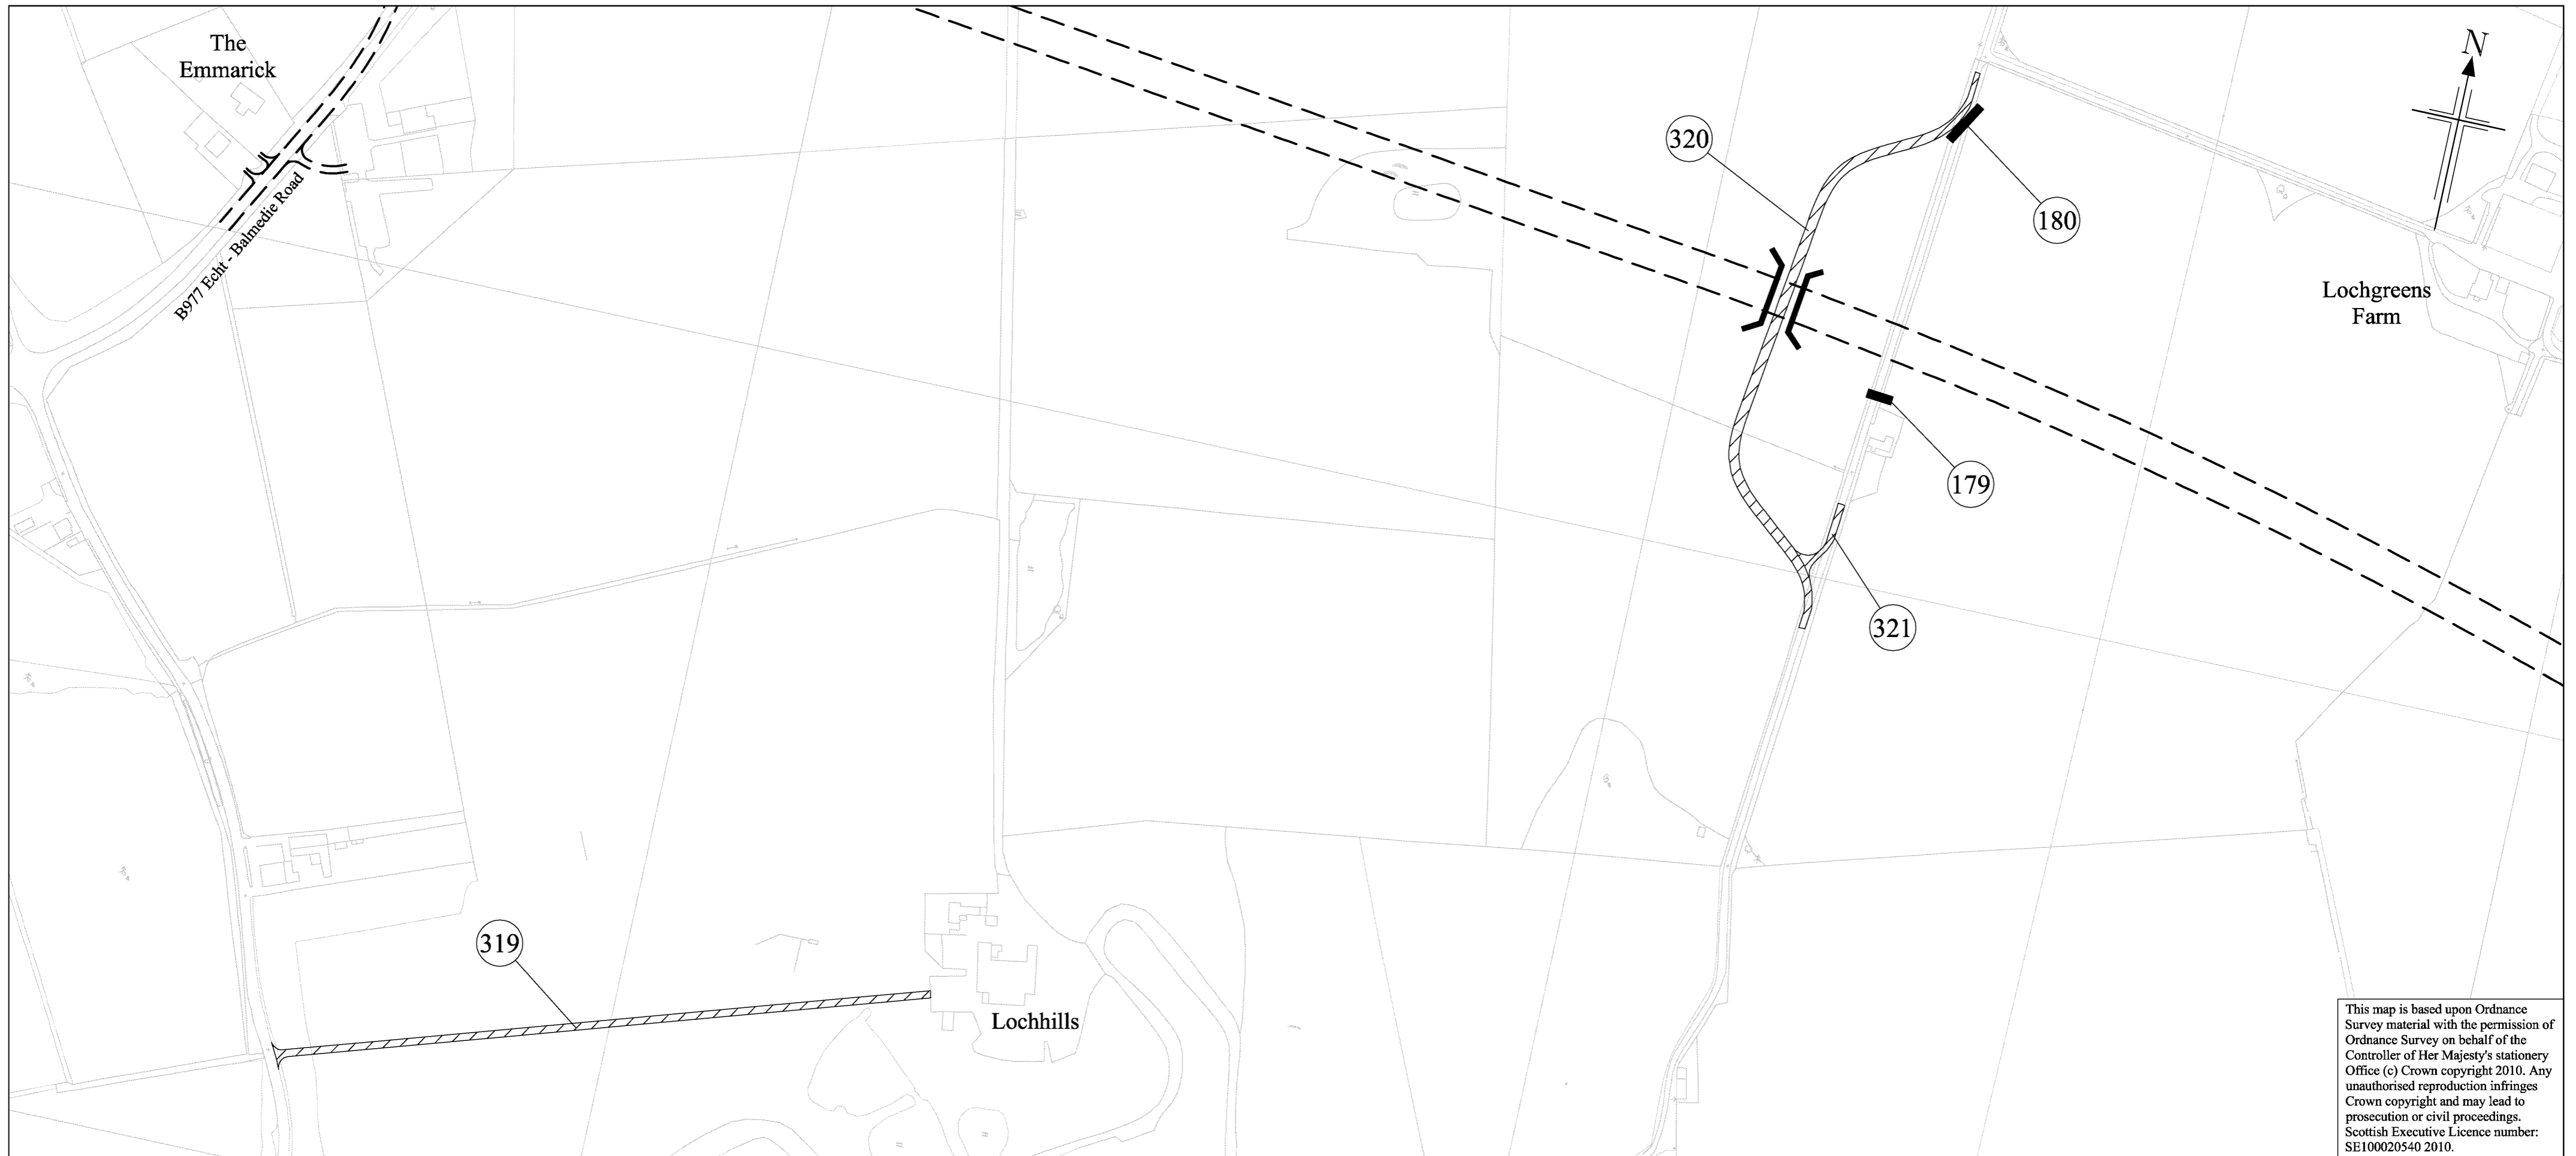 The
Emmarick
N
320
180
B977 Echt - Balmedie Road
Lochgreens
Farm
179
321
319
Lochhills
This map is based upon Ordnance
Survey material with the permission of
Ordnance Survey on behalf of the
Controller of Her Majesty's stationery
Office (c) Crown copyright 2010. Any
unauthorised reproduction infringes
Crown copyright and may lead to
prosecution or civil proceedings.
Scottish Executive Licence number:
SE100020540 2010.